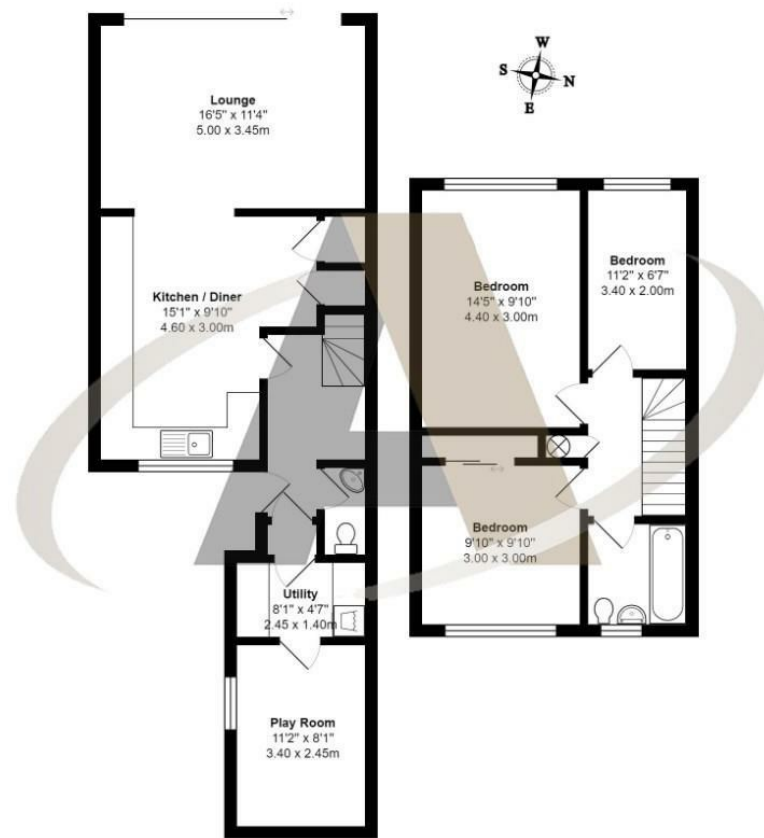 Lounge
16'5" x 11'4"
5.00 x 3.45m
Kitchen / Diner
15'1" x 9'10"
4.60 x 3.00m
Utility
8'1" x 4'7"
2.45 x 1.40m
Play Room
11'2" x 8'1"
3.40 x 2.45m
W
S
N
E
Bedroom
14'5" x 9'10"
4.40 x 3.00m
Bedroom
11'2" x 6'7"
3.40 x 2.00m
Bedroom
9'10" x 9'10"
3.00 x 3.00m
A